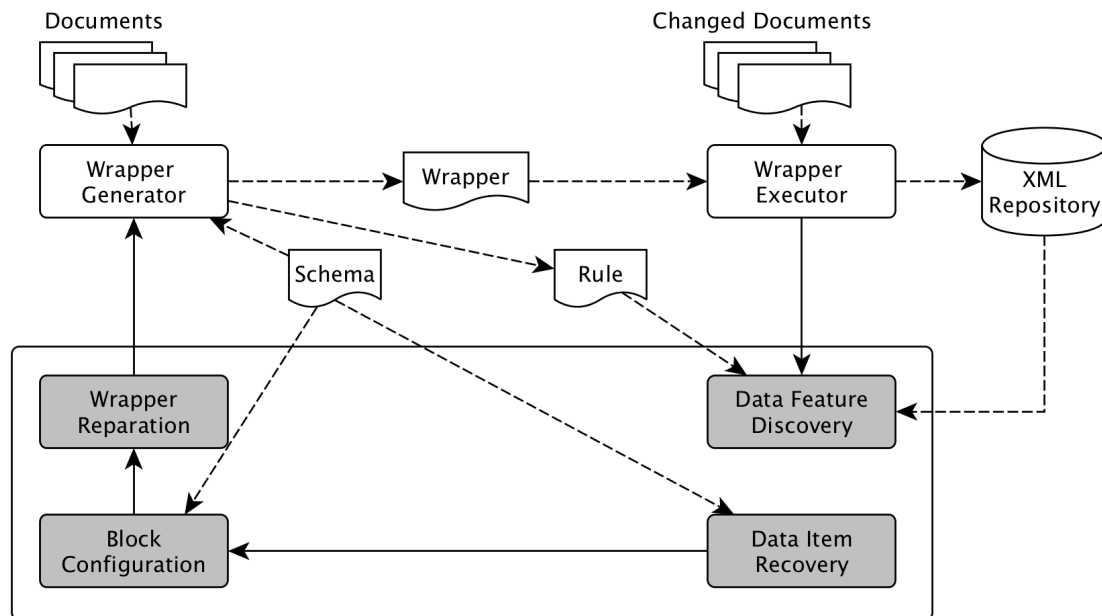 Documents
Changed Documents
Wrapper
Generator
Wrapper
Wrapper
Executor
XML
Repository
Schema
Rule
Wrapper
Reparation
Data Feature
Discovery
Block
Configuration
Data Item
Recovery